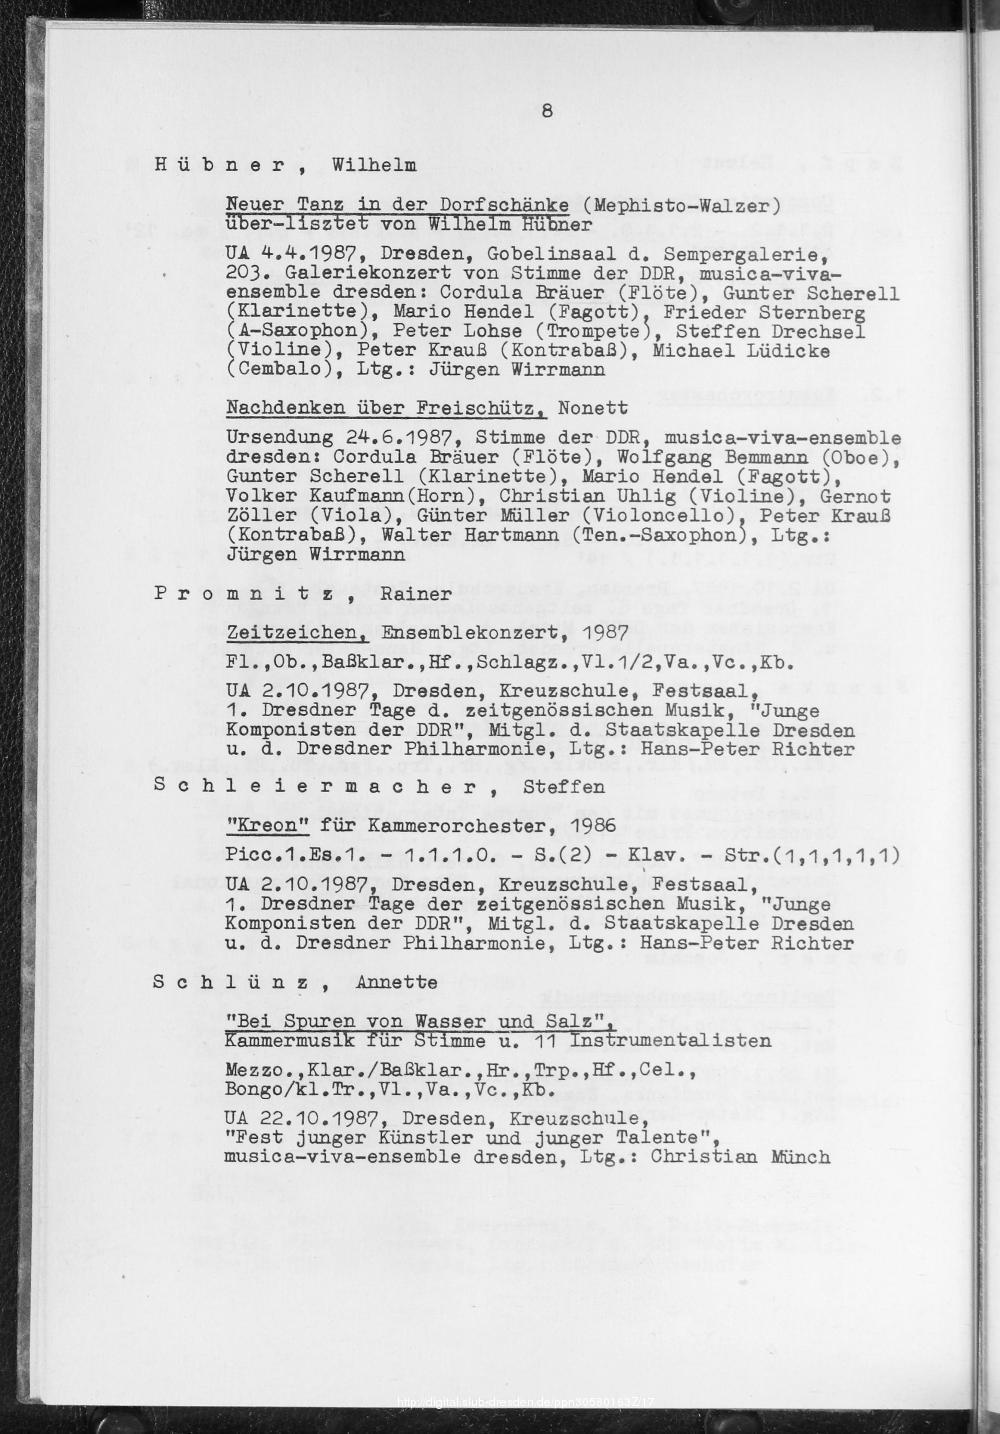 8
Hübner, Wilhelm
Neuer Tanz in der Dorfschänke (Mephisto-Walzer)
über-lisztet von Wilhelm Hübner
UA 4.4.1987, Dresden, Gobelinsaal d. Sempergalerie,
203. Galeriekonzert von Stimme der DDR, musica-viva-
ensemble dresden: Cordula Bräuer (Flöte), Gunter Scherell
(Klarinette), Mario Hendel (Fagott), Frieder Sternberg
(A-Saxophon), Peter Lohse (Trompete), Steffen Drechsel
(Violine), Peter Krauß (Kontrabaß), Michael Lüdicke
(Cembalo), Ltg.: Jürgen Wirrmann
Nachdenken über Freischütz, Nonett
Ursendung 24.6.1987, Stimme der DDR, musica-viva-ensemble
dresden: Cordula Bräuer (Flöte), Wolfgang Bemmann (Oboe),
Gunter Scherell (Klarinette), Mario Hendel (Fagott),
Volker Kaufmann(Horn), Christian Uhlig (Violine), Gernot
Zöller (Viola), Günter Müller (Violoncello), Peter Krauß
(Kontrabaß), Walter Hartmann (Ten.-Saxophon), Ltg.:
Jürgen Wirrmann
Promnitz, Rainer
Zeitzeichen, Ensemblekonzert, 1987
Fl.,Ob.,Baßklar.,Hf.,Schlagz.,Vl.1/2,Va.,Vc.,Kb.
UA 2.10.1987, Dresden, Kreuzschule, Festsaal,
1. Dresdner Tage d. zeitgenössischen Musik, "Junge
Komponisten der DDR", Mitgl. d. Staatskapelle Dresden
u. d. Dresdner Philharmonie, Ltg.: Hans-Peter Richter
Schleiermacher, Steffen
"Kreon" für Kammerorchester, 1986
Picc.1.Es.1. - 1.1.1.0. - S.(2) - Klav. - Str.(1,1,1,1,1)
UA 2.10.1987, Dresden, Kreuzschule, Festsaal,
1. Dresdner Tage der zeitgenössischen Musik, "Junge
Komponisten der DDR", Mitgl. d. Staatskapelle Dresden
u. d. Dresdner Philharmonie, Ltg.: Hans-Peter Richter
Schlünz, Annette
"Bei Spuren von Wasser und Salz",
Kammermusik für Stimme u. 11 Instrumentalisten
Mezzo.,Klar./Baßklar.,Hr.,Trp.,Hf.,Cel.,
Bongo/kl.Tr.,Vl.,Va.,Vc.,Kb.
UA 22.10.1987, Dresden, Kreuzschule,
"Fest junger Künstler und junger Talente",
musica-viva-ensemble dresden, Ltg.: Christian Münch
http://digital.slub-dresden.de/ppn305801637/17